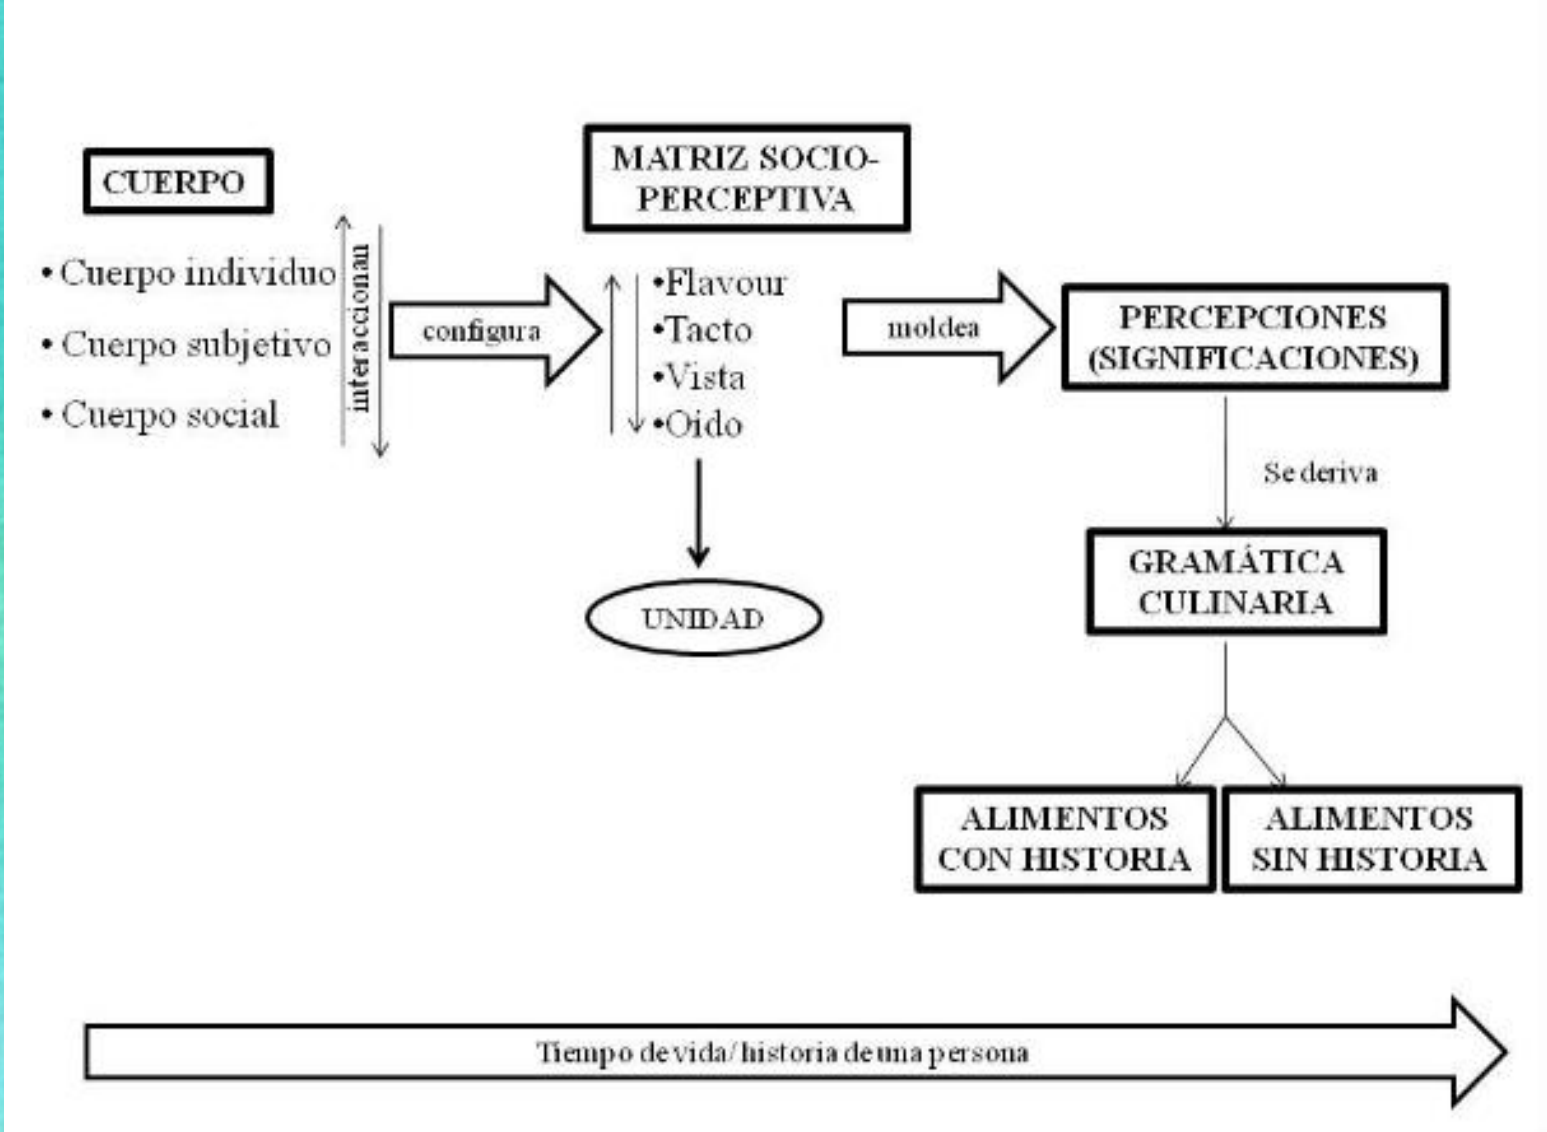 CUERPO
• Cuerpo individuo
• Cuerpo subjetivo
• Cuerpo social
interaccionan
configura
MATRIZ SOCIO-
PERCEPTIVA
•Flavour
•Tacto
•Vista
•Oido
UNIDAD
moldea
PERCEPCIONES
(SIGNIFICACIONES)
Se deriva
GRAMÁTICA
CULINARIA
ALIMENTOS
CON HISTORIA
ALIMENTOS
SIN HISTORIA
Tiempo de vida/ historia de una persona